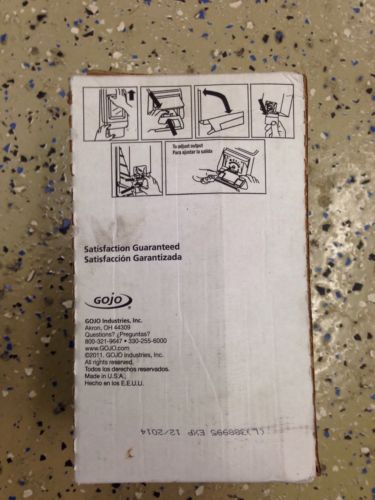 To adjust output
Para ajustar la salida
Satisfaction Guaranteed
Satisfacción Garantizada
GOJO
GOJO Industries, Inc.
Akron, OH 44309
Questions? ¿Preguntas?
800-321-9647 • 330-255-6000
www.GOJO.com
©2011. GOJO Industries, Inc.
All rights reserved.
Todos los derechos reservados.
Made in U.S.A.
Hecho en los E.E.U.U.
EXP 12/2014